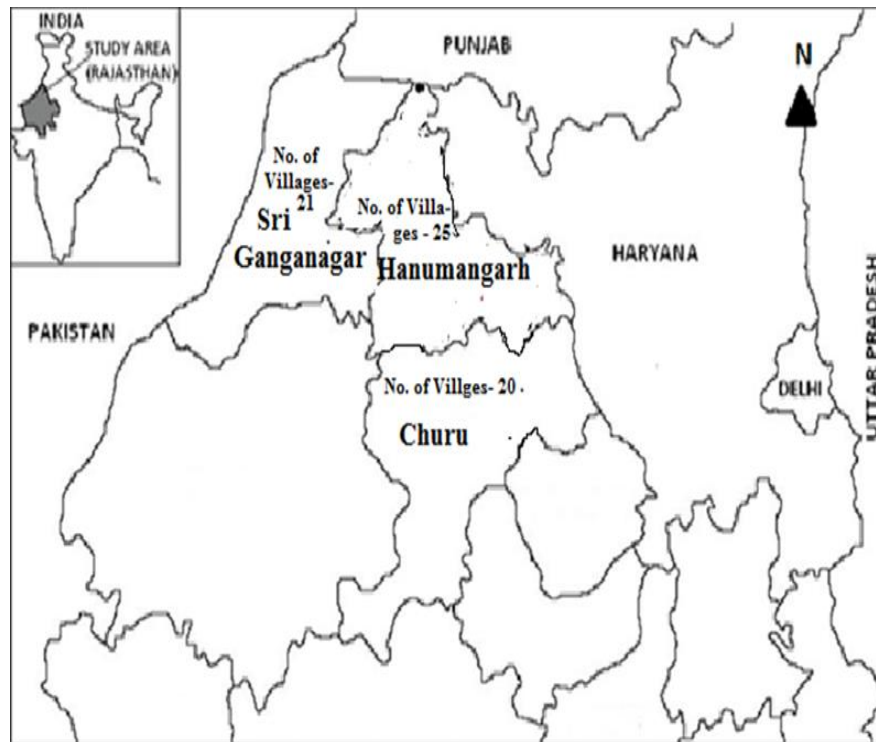 INDIA
STUDY AREA
(RAJASTHAN)
PUNJAB
N
No. of
Villages-
21
Sri
Ganganagar
No. of Villa-
ges - 25
Hanumangarh
HARYANA
PAKISTAN
DELHI
UTTAR PRADESH
No. of Villges- 20
Churu